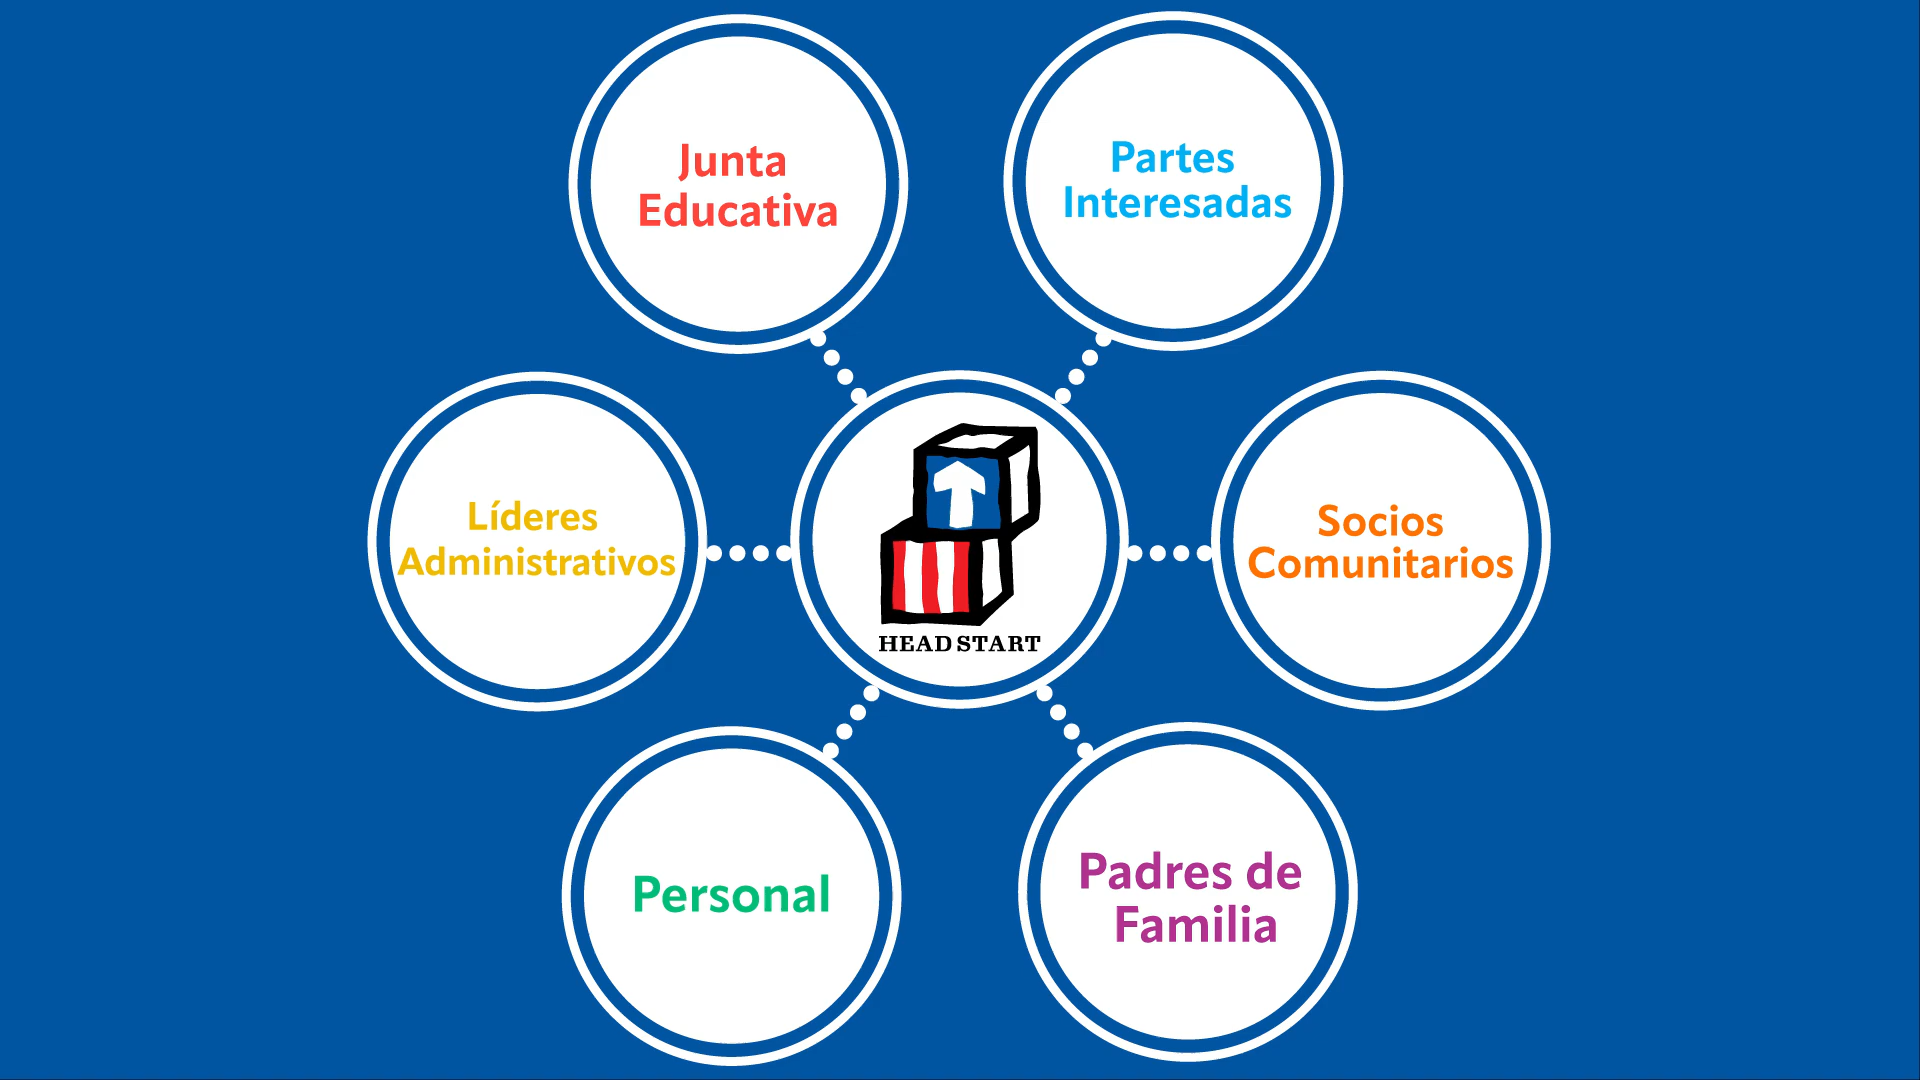 Junta
Educativa
Partes
Interesadas
Líderes
Administrativos
HEAD START
Socios
Comunitarios
Personal
Padres de
Familia